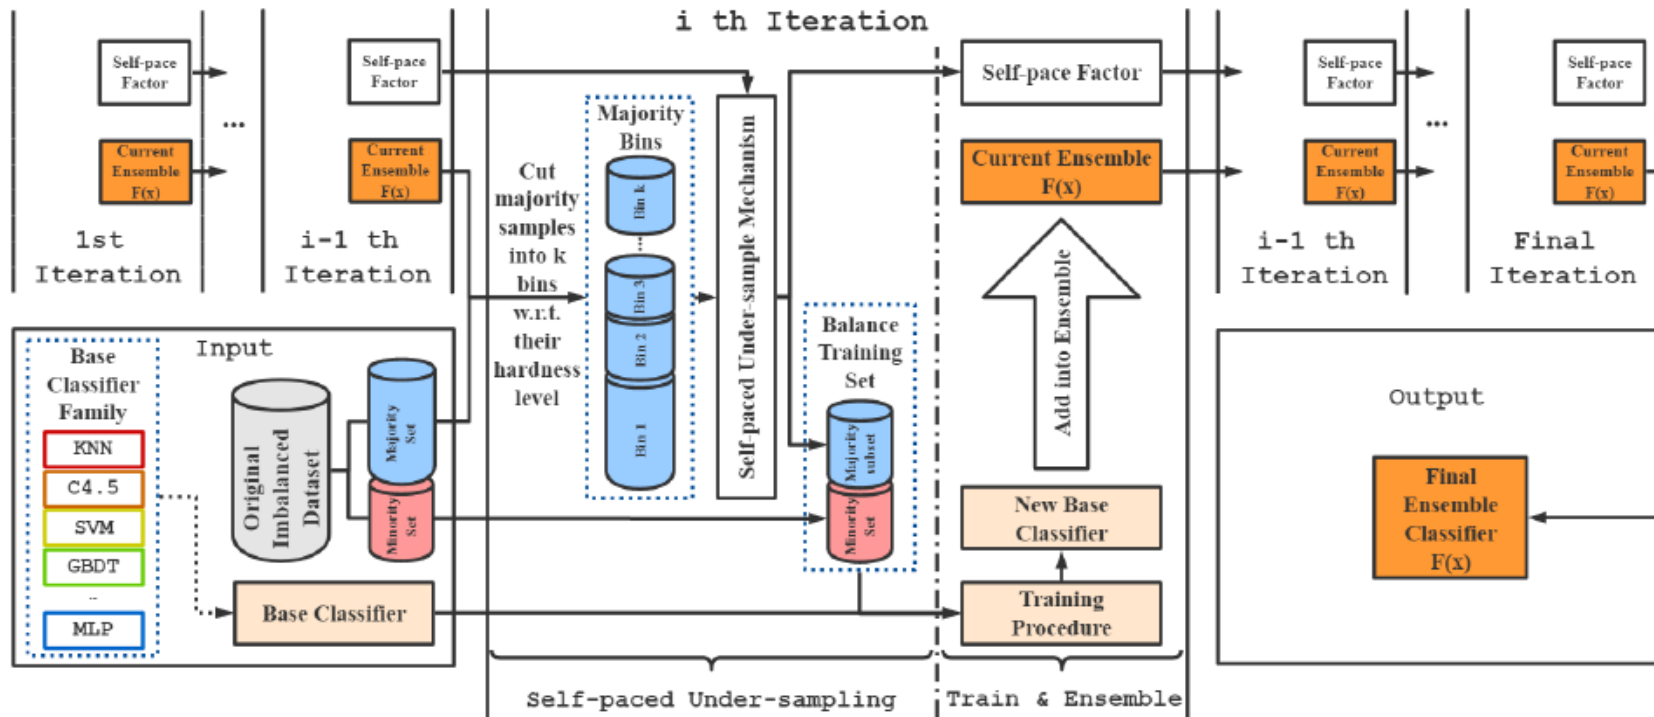 i th Iteration
Self-pace
Factor
...
Current
Ensemble
F(x)
1st
Iteration
Self-pace
Factor
Current
Ensemble
F(x)
i-1 th
Iteration
Input
Base
Classifier
Family
KNN
C4.5
SVM
GBDT
...
MLP
Original
Imbalanced
Dataset
Majority
Set
Minority
Set
Base Classifier
Cut
majority
samples
into k
bins
w.r.t.
their
hardness
level
Majority
Bins
Bin k
Bin 3
Bin 2
Bin 1
Self-paced Under-sample Mechanism
Balance
Training
Set
Majority
subset
Minority
Set
Self-paced Under-sampling
Self-pace Factor
Current Ensemble
F(x)
Add into Ensemble
New Base
Classifier
Training
Procedure
Train & Ensemble
Self-pace
Factor
...
Current
Ensemble
F(x)
i-1 th
Iteration
Self-pace
Factor
Current
Ensemble
F(x)
Final
Iteration
Output
Final
Ensemble
Classifier
F(x)